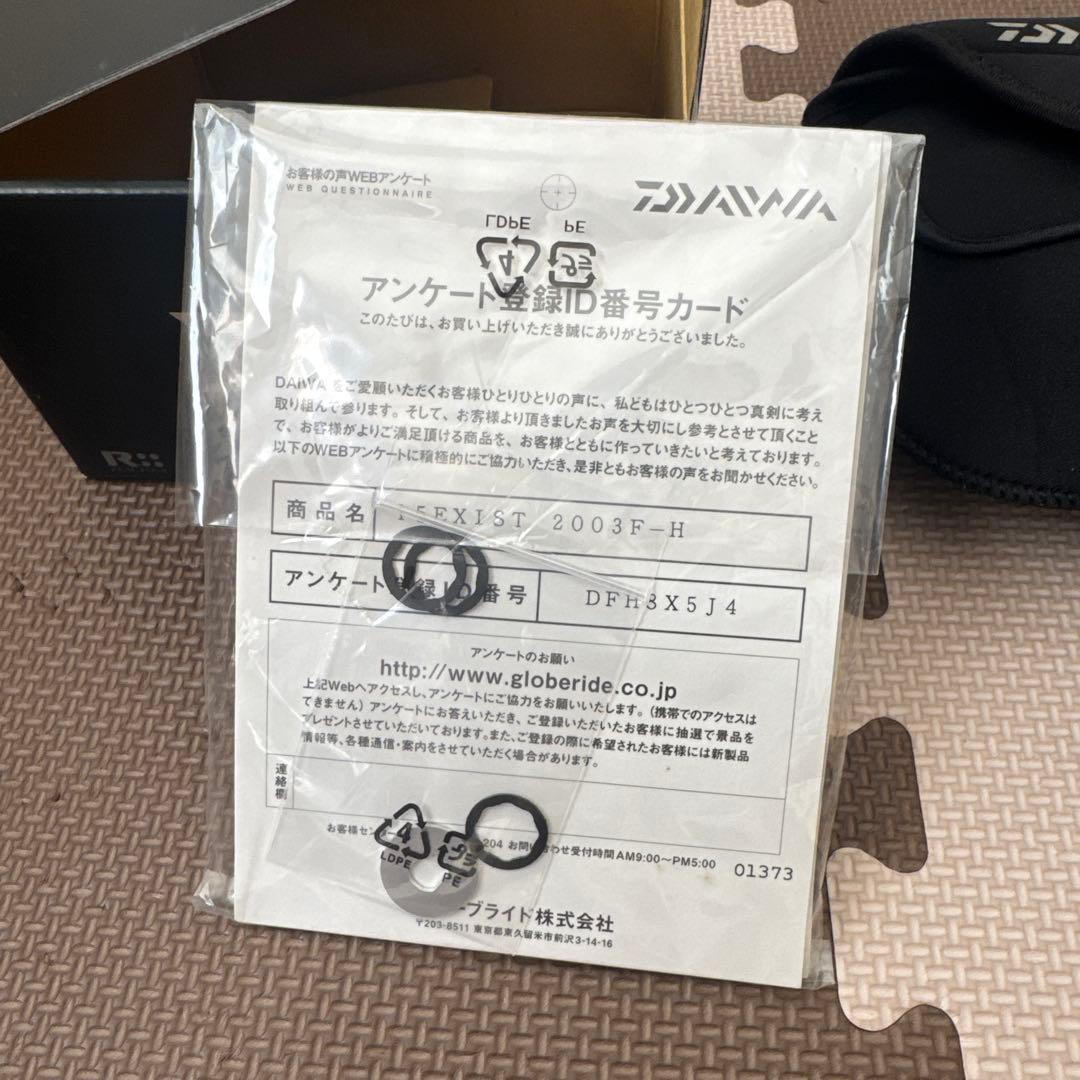 お客様の声WEBアンケート
WEB QUESTIONNAIRE
DAIWA
LDPE PE
4 95
アンケート登録ID番号カード
このたびは、お買い上げいただき誠にありがとうございました。
DAIWA をご愛顧いただくお客様ひとりひとりの声に、私どもはひとつひとつ真剣に考え
取り組んで参ります。そして、お客様より頂きましたお声を大切にし参考とさせて頂くこと
で、お客様がよりご満足頂ける商品を、お客様とともに作っていきたいと考えております。
以下のWEBアンケートに積極的にご協力いただき、是非ともお客様の声をお聞かせください。
商品名 15EXIST 2003F-H
アンケート登録ID番号 DFH3X5J4
アンケートのお願い
http://www.globeride.co.jp
上記Webへアクセスし、アンケートにご協力をお願いいたします。(携帯でのアクセスは
できません) アンケートにお答えいただき、ご登録いただいたお客様に抽選で景品を
プレゼントさせていただいております。また、ご登録の際に希望されたお客様には新製品
情報等、各種通信・案内をさせていただく場合があります。
連絡欄
4 95
LDPE PE
お客様セン 204 お問い合わせ受付時間AM9:00～PM5:00
01373
ーブライド株式会社
〒203-8511 東京都東久留米市前沢3-14-16
R::